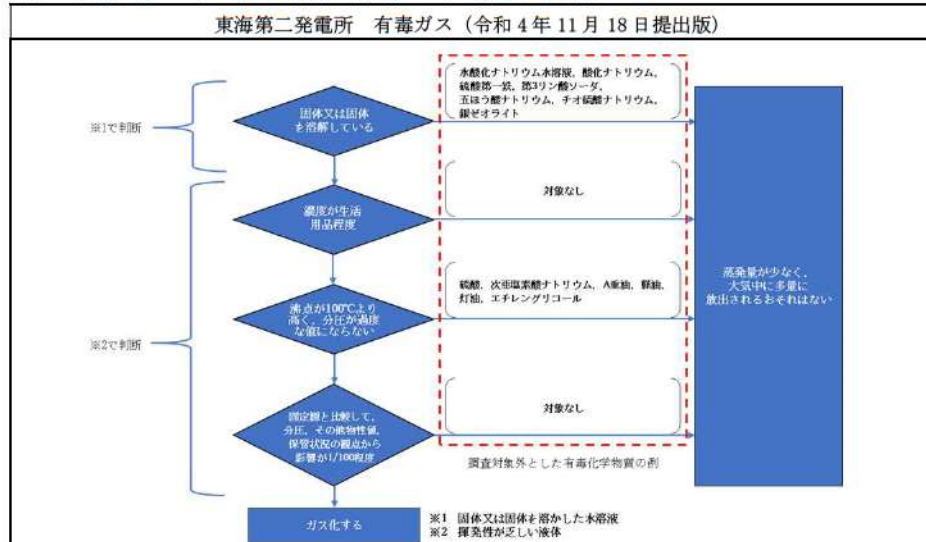 東海第二発電所 有毒ガス（令和4年11月18日提出版）
水酸化ナトリウム水溶液、酸化ナトリウム、
硫酸第一鉄、第3リン酸ソーダ、
五ほう酸ナトリウム、チオ硫酸ナトリウム、
銀ゼオライト
固体又は固体
を溶解している
※1で判断
濃度が生活
用品程度
対象なし
蒸発量が少なく、
大気中に多量に
放出されるおそれはない
硫酸、次亜塩素酸ナトリウム、A重油、軽油、
灯油、エチレングリコール
沸点が100℃より
高く、分圧が過度
な値にならない
※2で判断
固定源と比較して、
分圧、その他物性値、
保管状況の観点から
影響が1/100程度
対象なし
調査対象外とした有毒化学物質の例
ガス化する
※1 固体又は固体を溶かした水溶液
※2 揮発性が乏しい液体